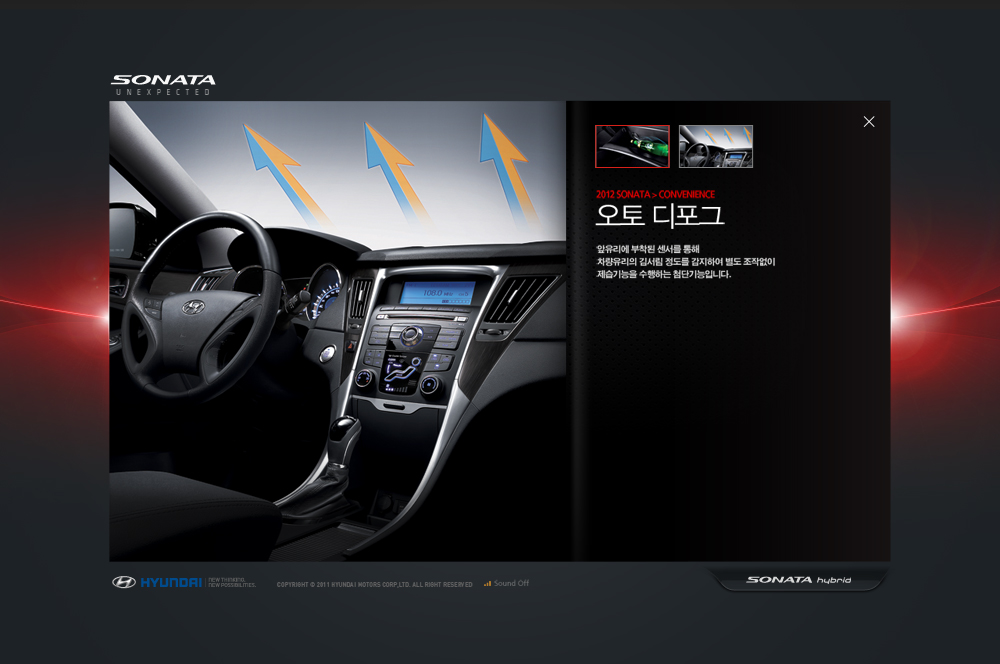 SONATA
UNEXPECTED
108.0
2012 SONATA > CONVENIENCE
오토 디포그
앞유리에 부착된 센서를 통해
차량유리의 김서림 정도를 감지하여 별도 조작없이
제습기능을 수행하는 첨단기능입니다.
HYUNDAI
NEW THINKING.
NEW POSSIBILITIES.
COPYRIGHT © 2011 HYUNDAI MOTORS CORP,LTD. ALL RIGHT RESERVED
Sound Off
SONATA hybrid